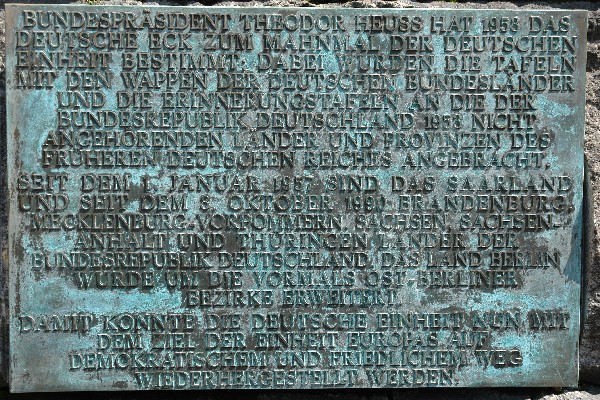 BUNDESPRÄSIDENT THEODOR HEUSS HAT 1953 DAS
DEUTSCHE ECK ZUM MAHNMAL DER DEUTSCHEN
EINHEIT BESTIMMT. DABEI WURDEN DIE TAFELN
MIT DEN WAPPEN DER DEUTSCHEN BUNDESLÄNDER
UND DIE ERINNERUNGSTAFELN AN DIE DER
BUNDESREPUBLIK DEUTSCHLAND 1953 NICHT
ANGEHÖRENDEN LÄNDER UND PROVINZEN DES
FRÜHEREN DEUTSCHEN REICHES ANGEBRACHT.
SEIT DEM 1. JANUAR 1957 SIND DAS SAARLAND
UND SEIT DEM 3. OKTOBER 1990 BRANDENBURG,
MECKLENBURG-VORPOMMERN, SACHSEN, SACHSEN-
ANHALT UND THÜRINGEN LÄNDER DER
BUNDESREPUBLIK DEUTSCHLAND. DAS LAND BERLIN
WURDE UM DIE VORMALS OST-BERLINER
BEZIRKE ERWEITERT.
DAMIT KONNTE DIE DEUTSCHE EINHEIT NUN MIT
DEM ZIEL DER EINHEIT EUROPAS AUF
DEMOKRATISCHEM UND FRIEDLICHEM WEG
WIEDERHERGESTELLT WERDEN.